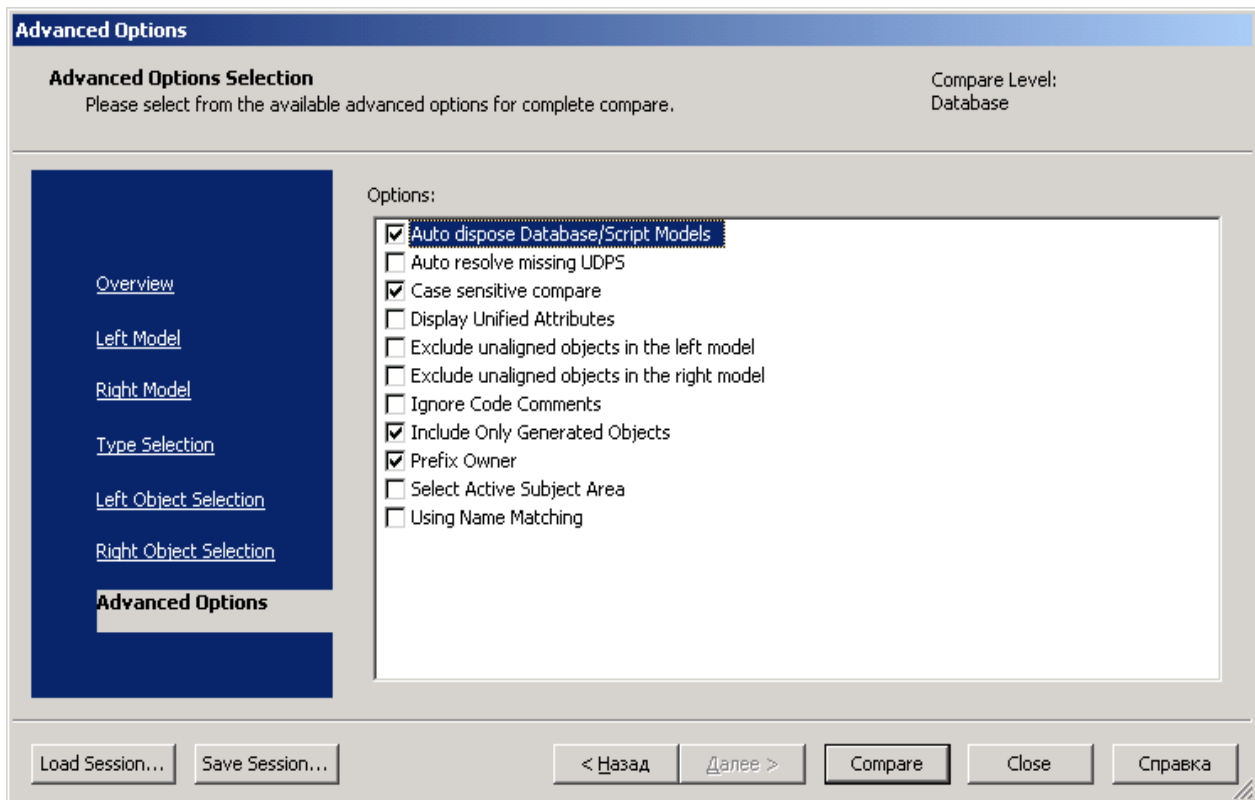 Advanced Options
Advanced Options Selection
Please select from the available advanced options for complete compare.
Compare Level:
Database
Overview
Left Model
Right Model
Type Selection
Left Object Selection
Right Object Selection
Advanced Options
Options:
Auto dispose Database/Script Models
Auto resolve missing UDPS
Case sensitive compare
Display Unified Attributes
Exclude unaligned objects in the left model
Exclude unaligned objects in the right model
Ignore Code Comments
Include Only Generated Objects
Prefix Owner
Select Active Subject Area
Using Name Matching
Load Session... Save Session... < Назад Далее > Compare Close Справка